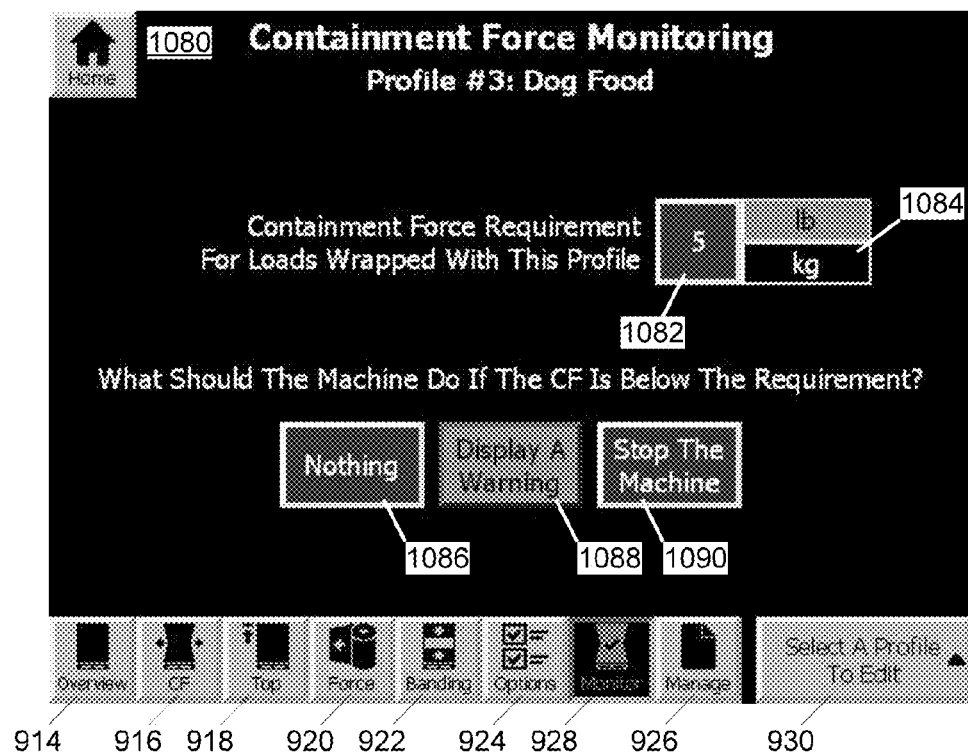 Home
1080
Containment Force Monitoring
Profile #3: Dog Food
Containment Force Requirement
For Loads Wrapped With This Profile
5
lb
kg
1084
1082
What Should The Machine Do If The CF Is Below The Requirement?
Nothing
Display A
Warning
Stop The
Machine
1086
1088
1090
Overview
CF
Top
Force
Banding
Options
Monitor
Manage
Select A Profile
To Edit
914
916
918
920
922
924
928
926
930